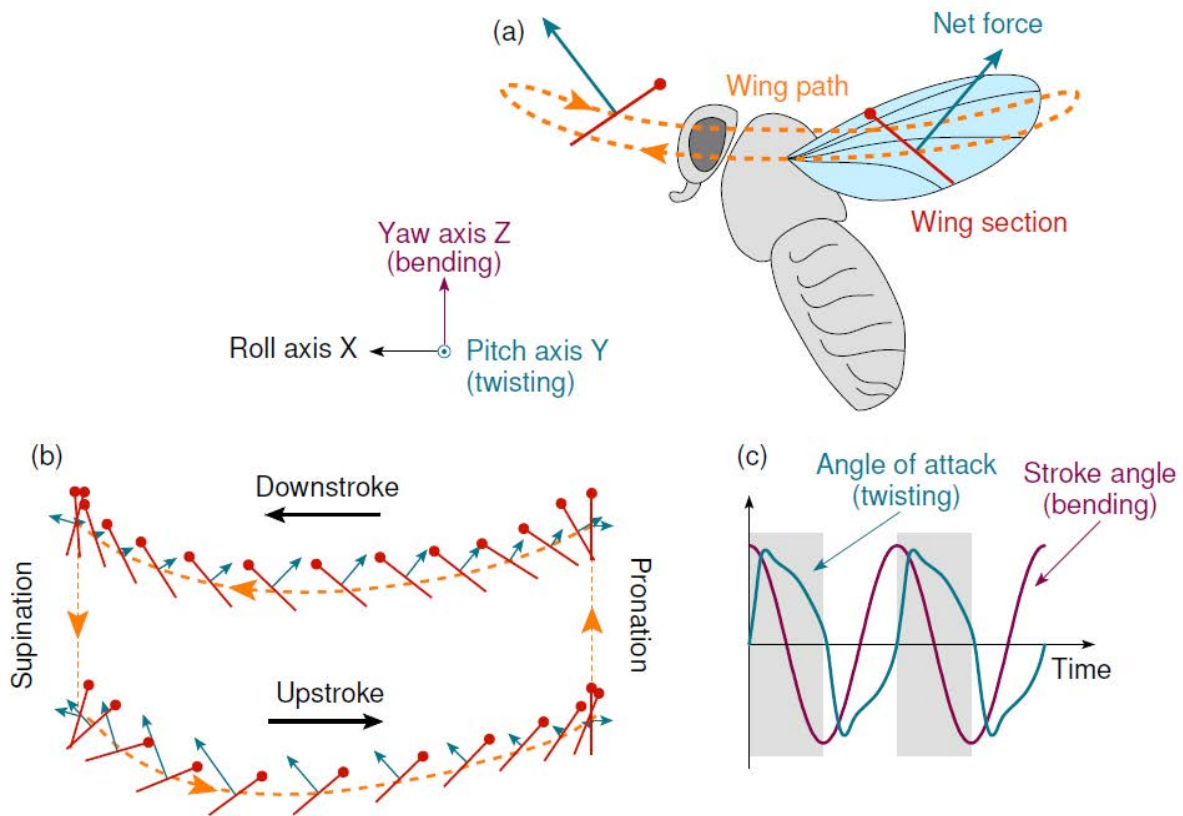 (a)
Net force
Wing path
Wing section
Yaw axis Z
(bending)
Roll axis X
Pitch axis Y
(twisting)
(b)
Downstroke
Supination
Pronation
Upstroke
(c)
Angle of attack
(twisting)
Stroke angle
(bending)
Time